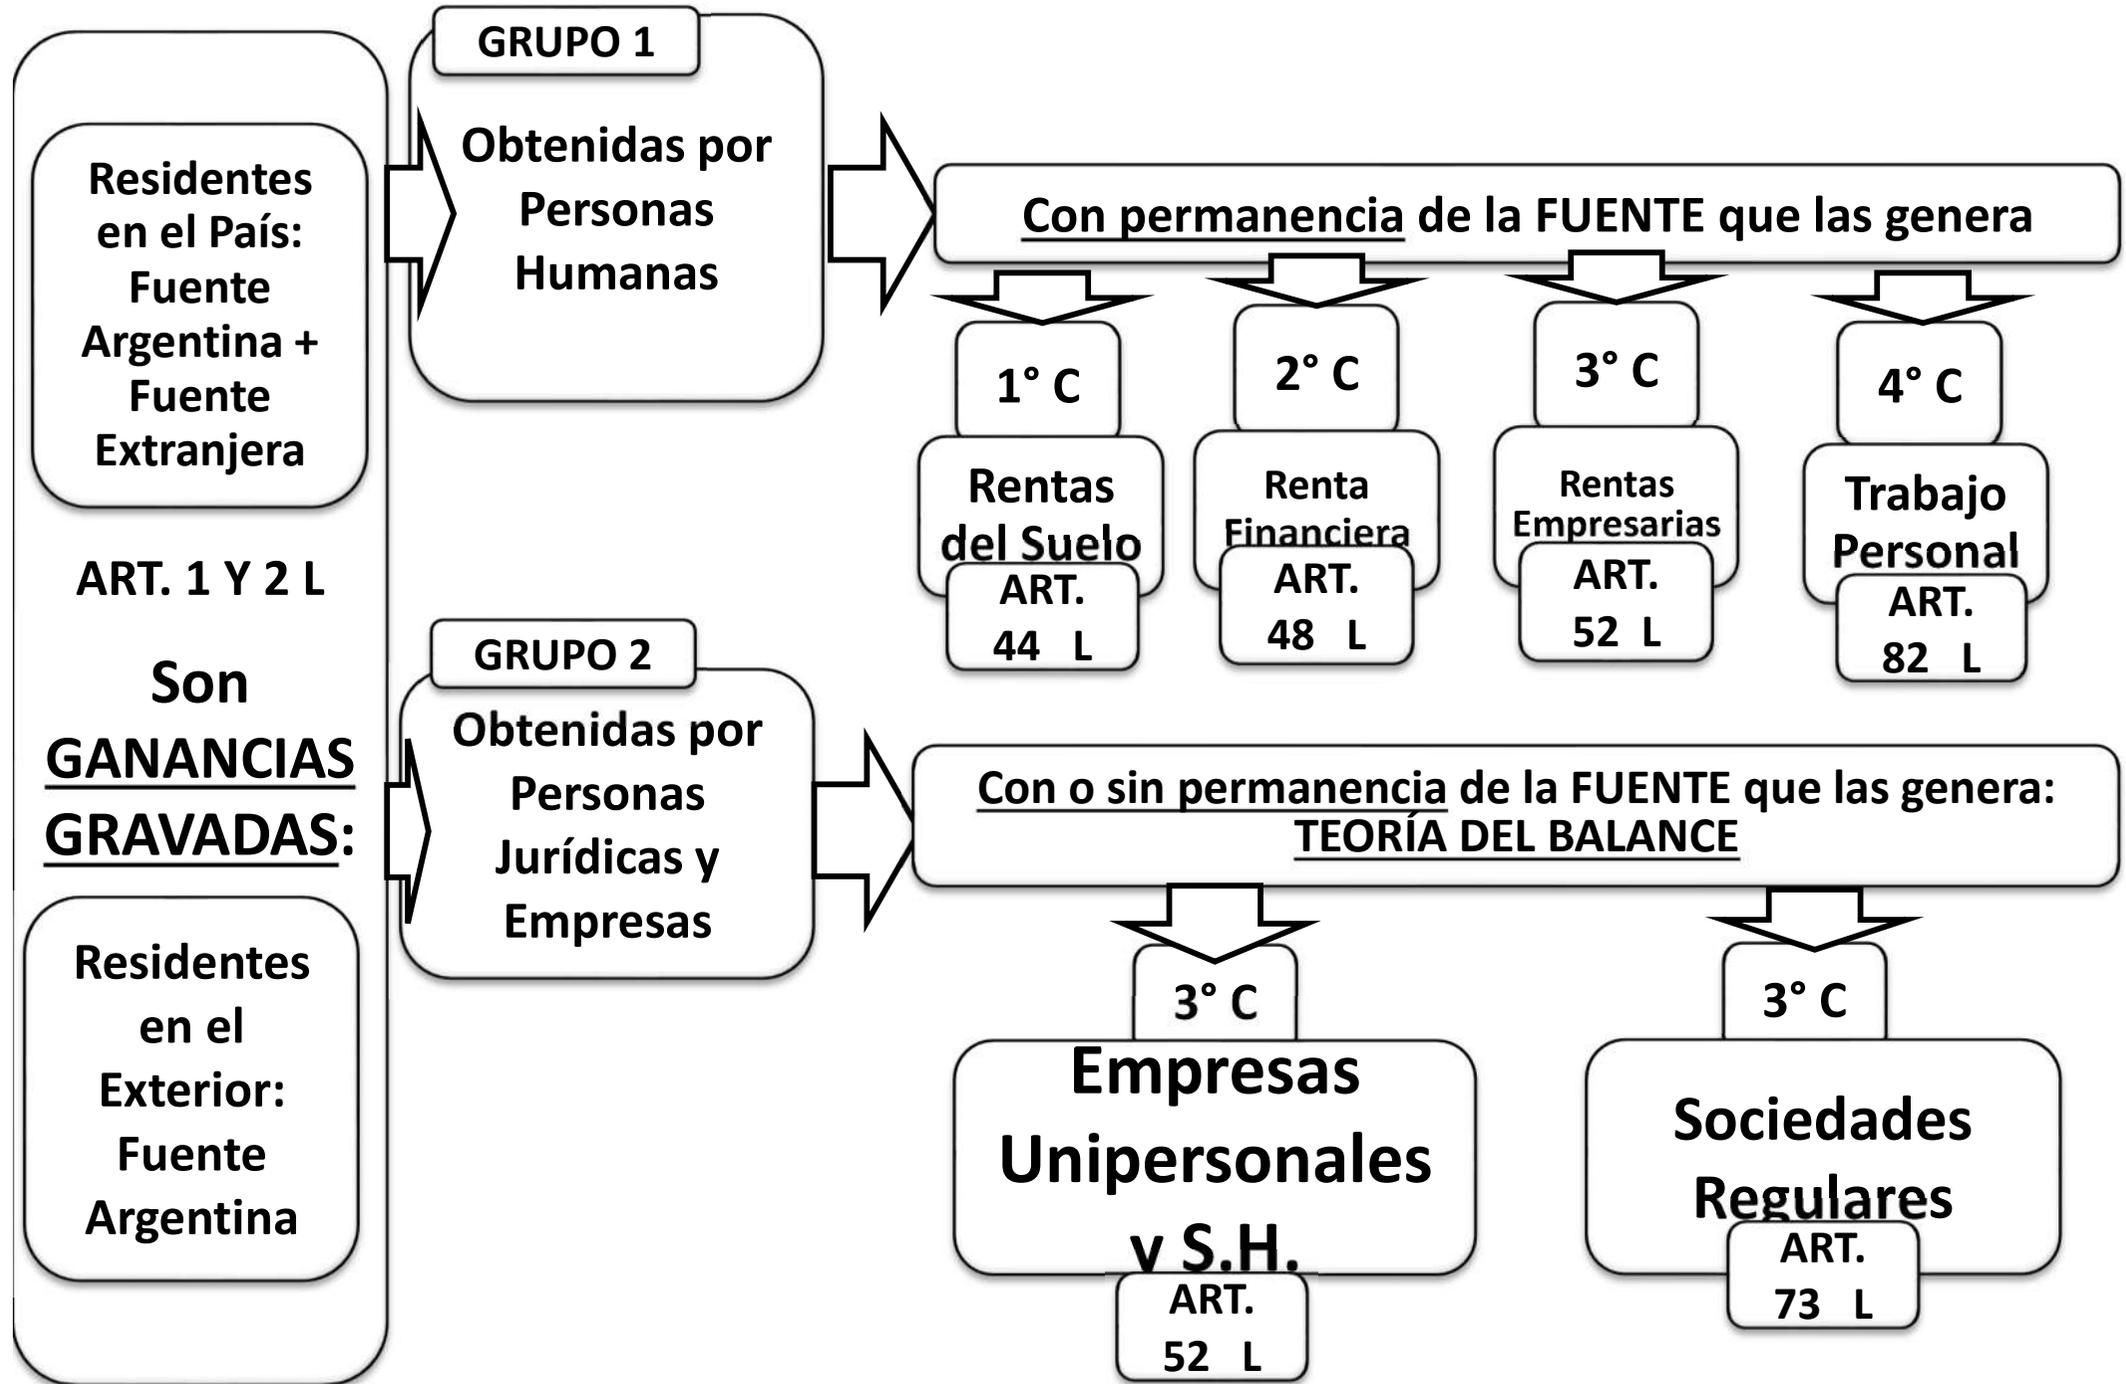 Residentes
en el País:
Fuente
Argentina +
Fuente
Extranjera
ART. 1 Y 2 L
Son
GANANCIAS
GRAVADAS:
Residentes
en el
Exterior:
Fuente
Argentina
GRUPO 1
Obtenidas por
Personas
Humanas
Con permanencia de la FUENTE que las genera
1° C
Rentas
del Suelo
ART.
44 L
2° C
Renta
Financiera
ART.
48 L
3° C
Rentas
Empresarias
ART.
52 L
4° C
Trabajo
Personal
ART.
82 L
GRUPO 2
Obtenidas por
Personas
Jurídicas y
Empresas
Con o sin permanencia de la FUENTE que las genera:
TEORÍA DEL BALANCE
3° C
Empresas
Unipersonales
y S.H.
ART.
52 L
3° C
Sociedades
Regulares
ART.
73 L